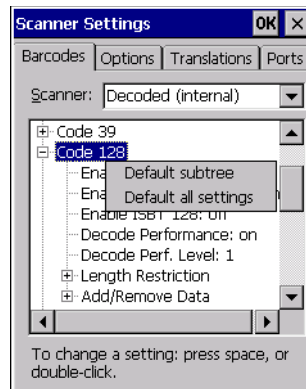 Scanner Settings OK ×
Barcodes Options Translations Ports
Scanner: Decoded (internal)
Code 39
Code 128
Ena Default subtree
Ena Default all settings
Enable ISBT 128: off
Decode Performance: on
Decode Perf. Level: 1
Length Restriction
Add/Remove Data
To change a setting: press space, or
double-click.